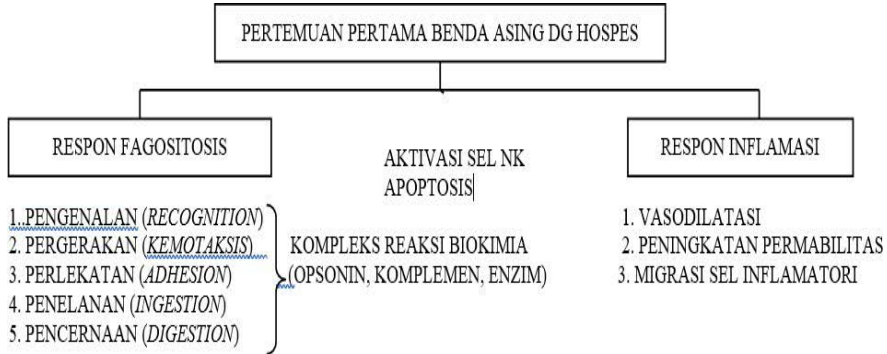 PERTEMUAN PERTAMA BENDA ASING DG HOSPES
RESPON FAGOSITOSIS
1..PENGENALAN (RECOGNITION)
2. PERGERAKAN (KEMOTAKSIS)
3. PERLEKATAN (ADHESION)
4. PENELANAN (INGESTION)
5. PENCERNAAN (DIGESTION)
KOMPLEKS REAKSI BIOKIMIA
(OPSONIN, KOMPLEMEN, ENZIM)
AKTIVASI SEL NK
APOPTOSIS
RESPON INFLAMASI
1. VASODILATASI
2. PENINGKATAN PERMABILITAS
3. MIGRASI SEL INFLAMATORI